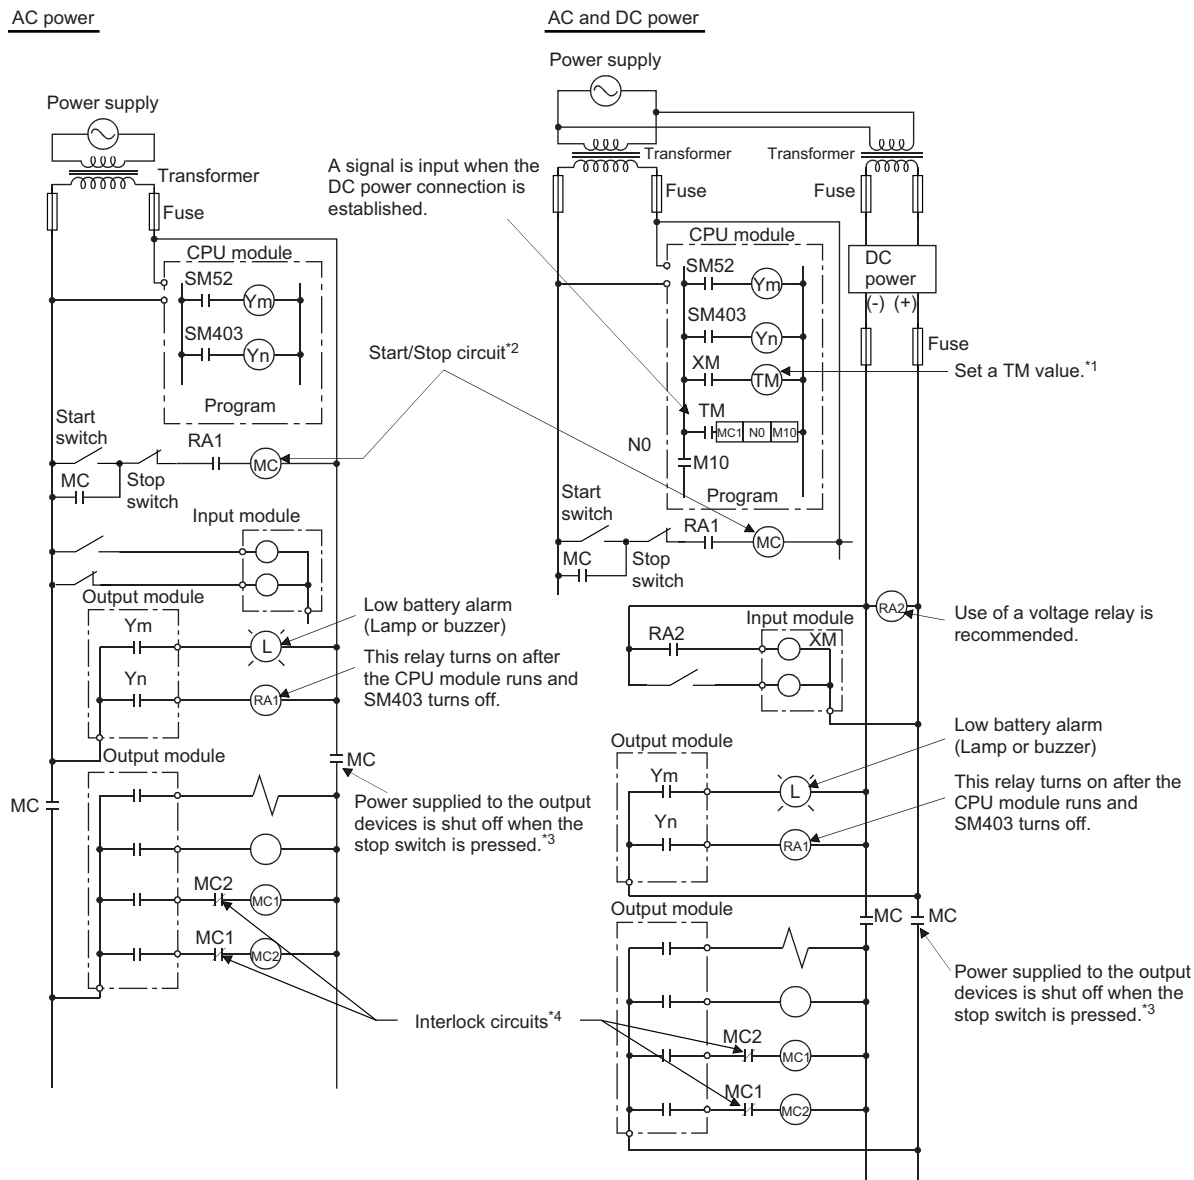 AC power
Power supply
Transformer
Fuse
CPU module
SM52
Ym
SM403
Yn
Program
Start/Stop circuit*2
Start
switch
RA1
MC
MC
Stop
switch
Input module
Output module
Ym
L
Yn
RA1
Low battery alarm
(Lamp or buzzer)
This relay turns on after
the CPU module runs and
SM403 turns off.
Output module
MC
MC
Power supplied to the output
devices is shut off when the
stop switch is pressed.*3
MC2
MC1
MC1
MC2
Interlock circuits*4
AC and DC power
Power supply
Transformer
Transformer
A signal is input when the
DC power connection is
established.
Fuse
Fuse
CPU module
DC
power
(-) (+)
Fuse
SM52
Ym
SM403
Yn
XM
TM
Set a TM value.*1
TM
MC1 N0 M10
N0
M10
Program
Start
switch
RA1
MC
MC
Stop
switch
RA2
Use of a voltage relay is
recommended.
Input module
RA2
XM
Output module
Ym
L
Yn
RA1
Low battery alarm
(Lamp or buzzer)
This relay turns on after the
CPU module runs and
SM403 turns off.
Output module
MC
MC
Power supplied to the output
devices is shut off when the
stop switch is pressed.*3
MC2
MC1
MC1
MC2